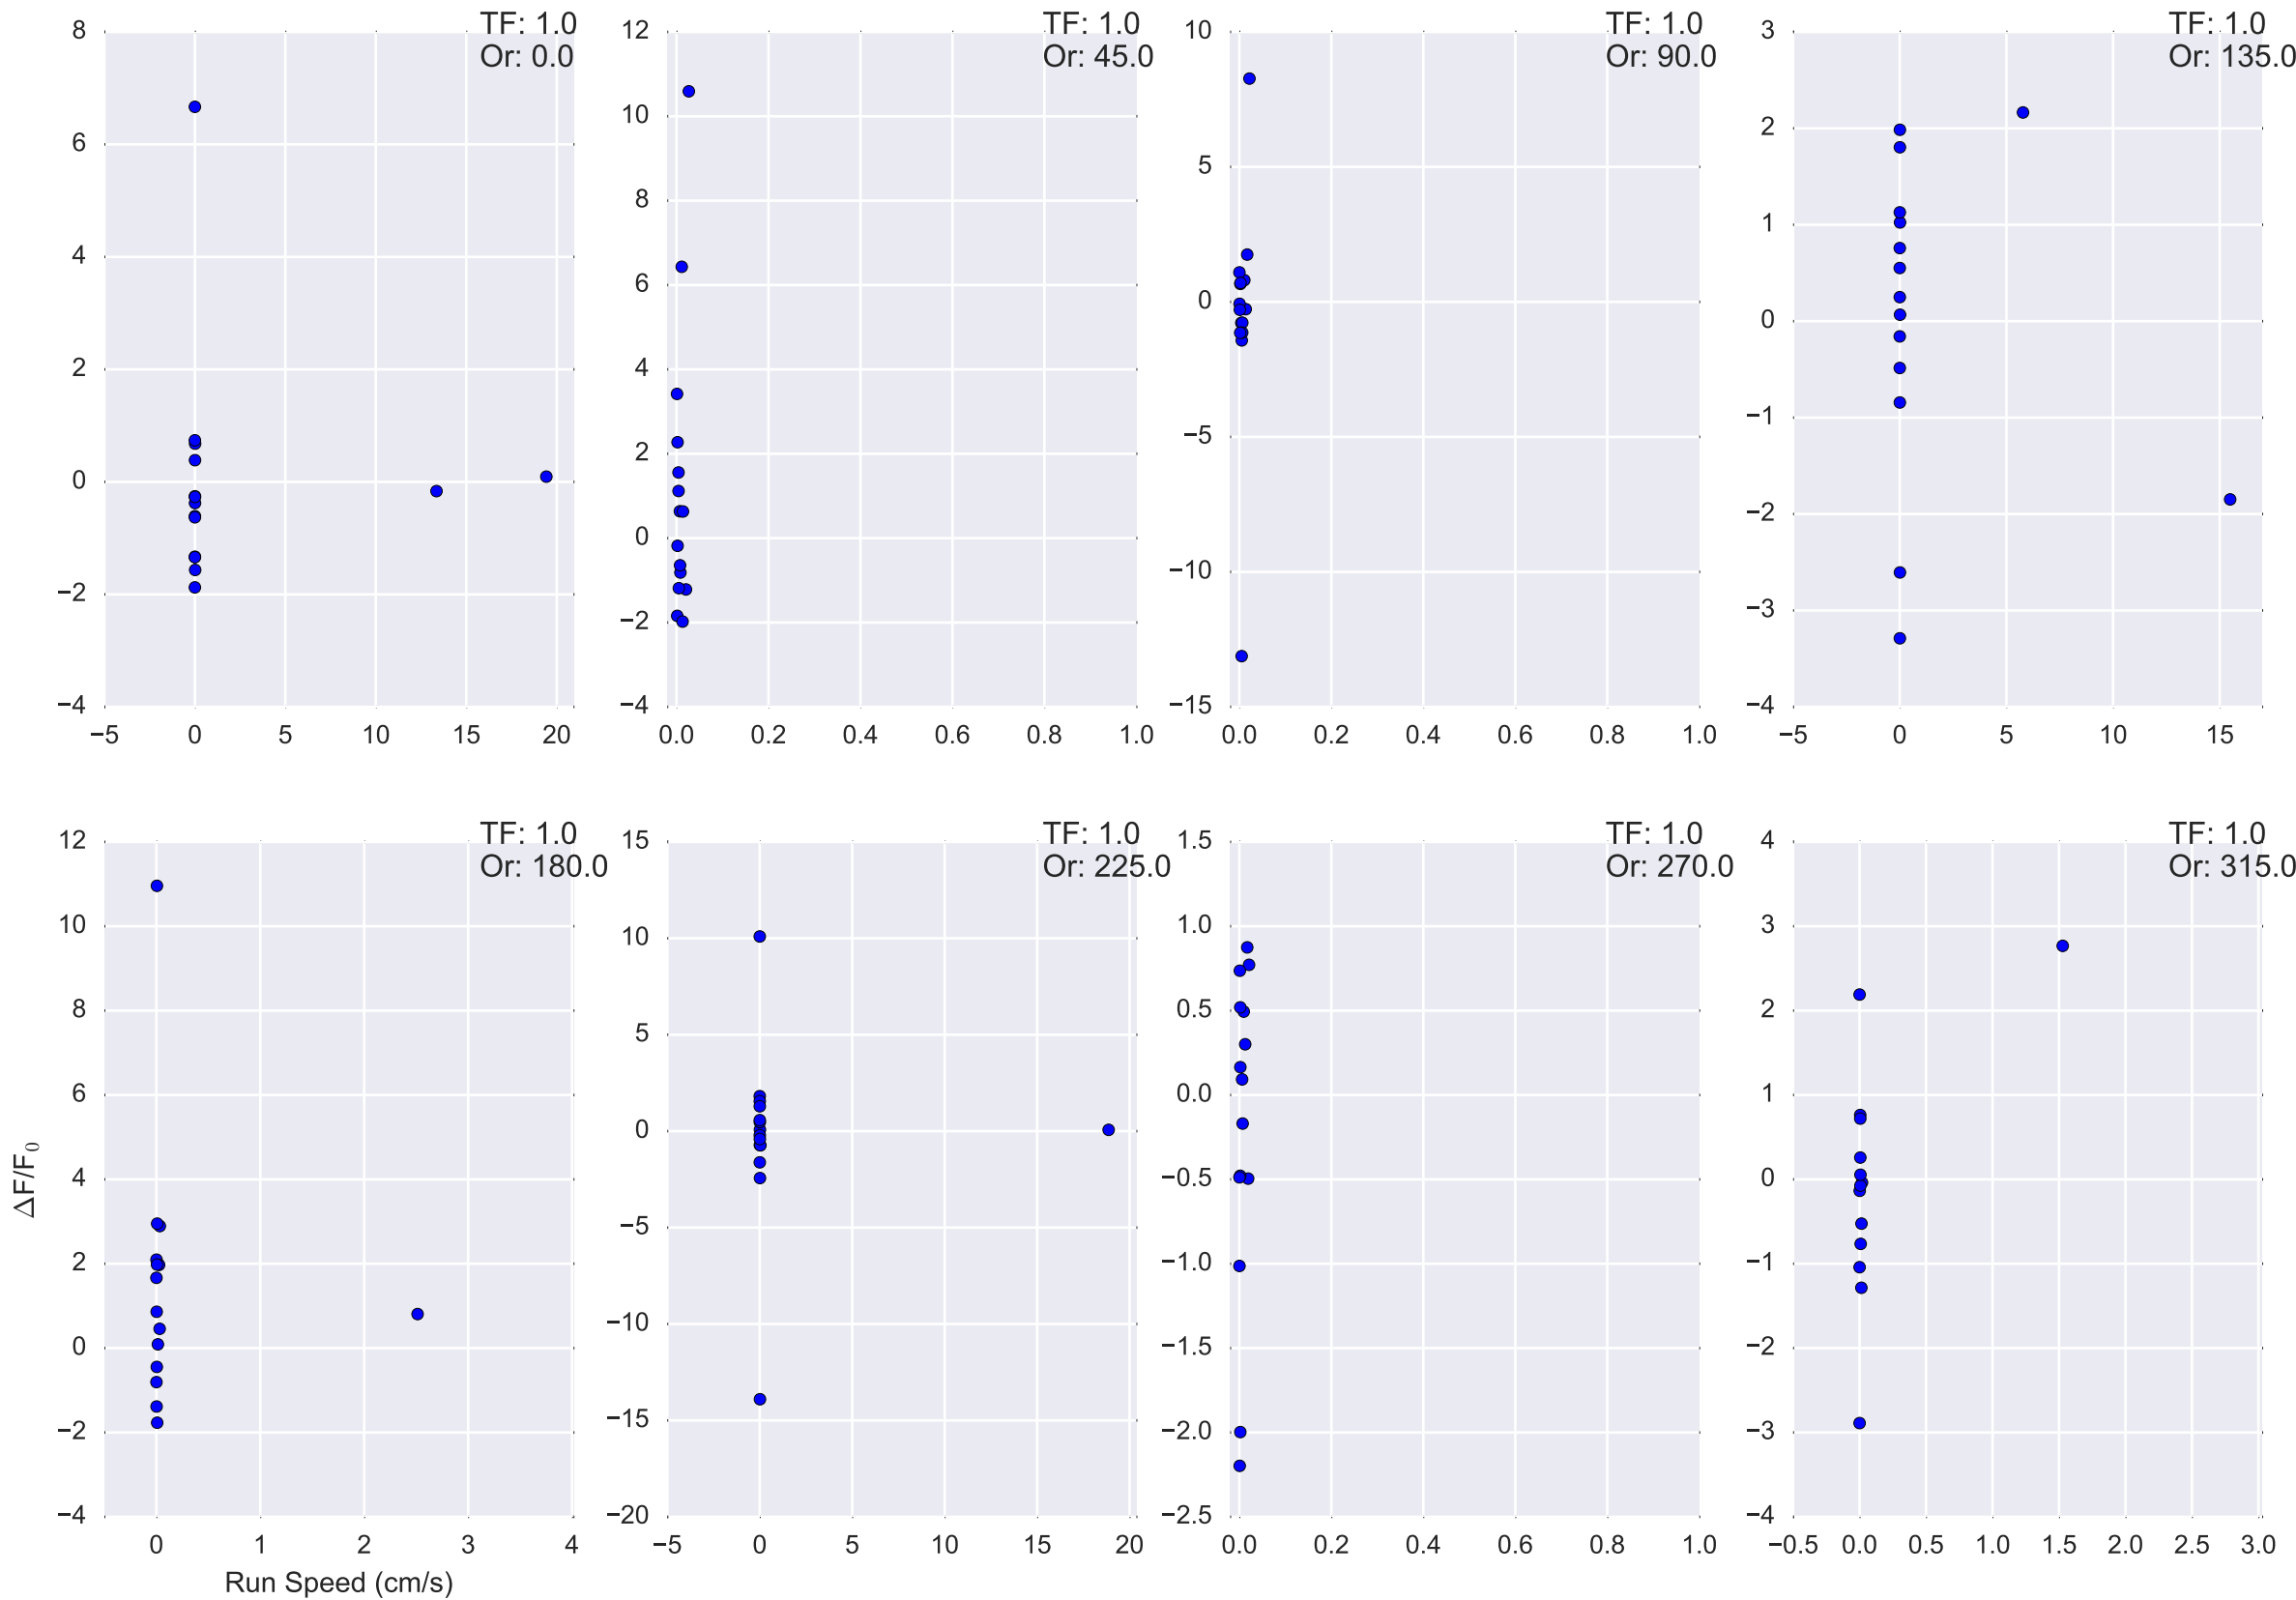 TF: 1.0
Or: 0.0
8
6
4
2
0
−2
−4
−5 0 5 10 15 20
TF: 1.0
Or: 45.0
12
10
8
6
4
2
0
−2
−4
0.0 0.2 0.4 0.6 0.8 1.0
TF: 1.0
Or: 90.0
10
5
0
−5
−10
−15
0.0 0.2 0.4 0.6 0.8 1.0
TF: 1.0
Or: 135.0
3
2
1
0
−1
−2
−3
−4
−5 0 5 10 15
TF: 1.0
Or: 180.0
12
10
8
6
4
2
0
−2
−4
0 1 2 3 4
Run Speed (cm/s)
ΔF/F0
TF: 1.0
Or: 225.0
15
10
5
0
−5
−10
−15
−20
−5 0 5 10 15 20
TF: 1.0
Or: 270.0
1.5
1.0
0.5
0.0
−0.5
−1.0
−1.5
−2.0
−2.5
0.0 0.2 0.4 0.6 0.8 1.0
TF: 1.0
Or: 315.0
4
3
2
1
0
−1
−2
−3
−4
−0.5 0.0 0.5 1.0 1.5 2.0 2.5 3.0